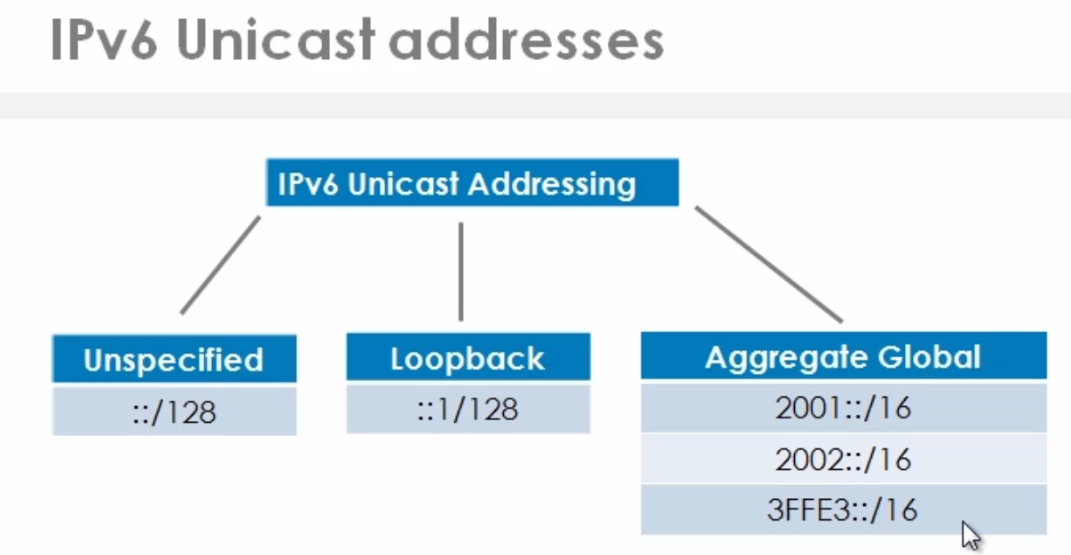 IPv6 Unicast addresses
IPv6 Unicast Addressing
Unspecified
::/128
Loopback
::1/128
Aggregate Global
2001::/16
2002::/16
3FFE3::/16